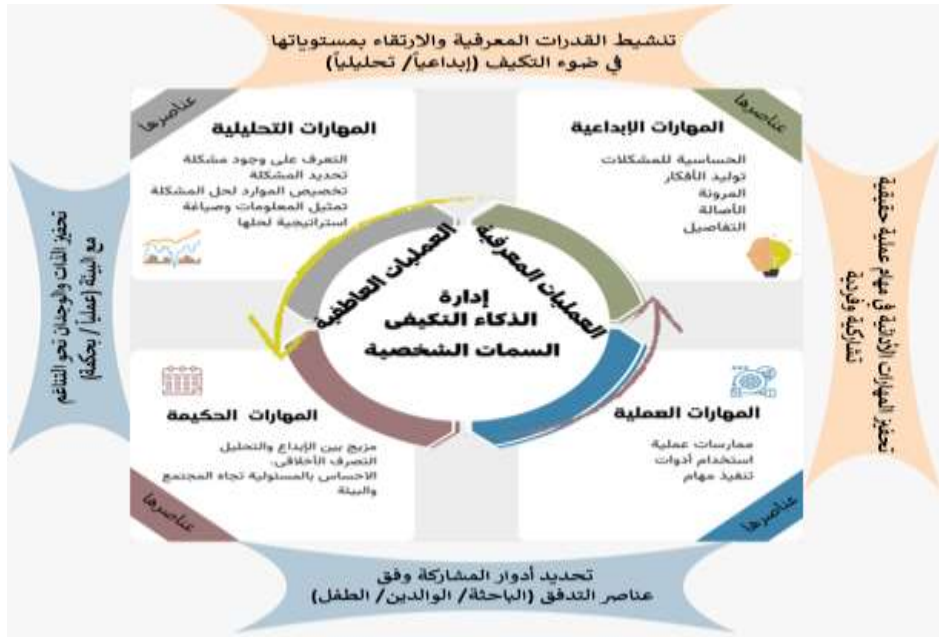 تنشيط القدرات المعرفية والارتقاء بمستوياتها
في ضوء التكيف (إبداعياً/ تحليلياً)
عناصرها
المهارات الإبداعية
الحساسية للمشكلات
توليد الأفكار
المرونة
الأصالة
التفاصيل
عناصرها
المهارات التحليلية
التعرف على وجود مشكلة
تحديد المشكلة
تخصيص الموارد لحل المشكلة
تمثيل المعلومات وصياغة
استراتيجية لحلها
تحفيز المهارات الأدائية في مهام عملية حقيقية
تشاركية وفردية
العمليات المعرفية
العمليات العاطفية
إدارة
الذكاء التكيفى
السمات الشخصية
تحفيز الذات والوجدان نحو التناغم
مع البيئة (عملياً / بحكمة)
المهارات العملية
ممارسات عملية
استخدام أدوات
تنفيذ مهام
عناصرها
المهارات الحكيمة
مزيج بين الإبداع والتحليل
التصرف الأخلاقى.
الاحساس بالمسئولية تجاه المجتمع
والبيئة
عناصرها
تحديد أدوار المشاركة وفق
عناصر التدفق (الباحثة/ الوالدين/ الطفل)